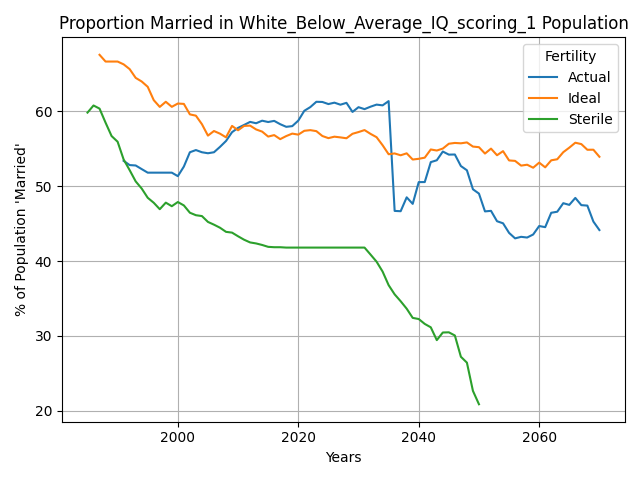 Proportion Married in White_Below_Average_IQ_scoring_1 Population
Fertility
Actual
Ideal
Sterile
% of Population 'Married'
60
50
40
30
20
2000
2020
2040
2060
Years